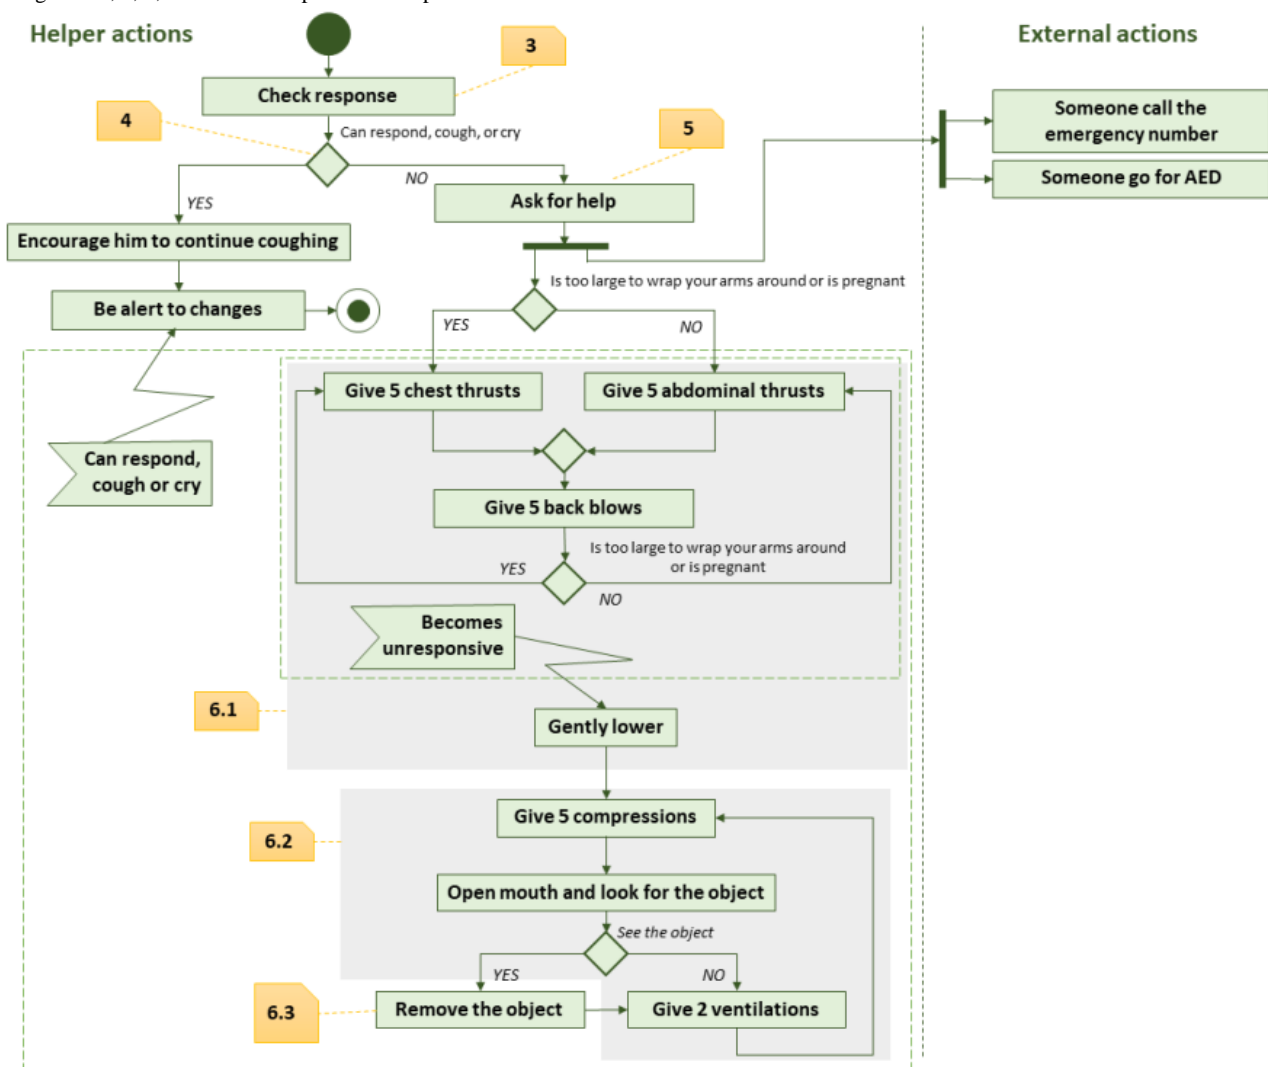 Helper actions
External actions
3
Check response
4
Can respond, cough, or cry
5
Someone call the
emergency number
Someone go for AED
NO
YES
Ask for help
Encourage him to continue coughing
Is too large to wrap your arms around or is pregnant
Be alert to changes
YES
NO
Give 5 chest thrusts
Give 5 abdominal thrusts
Can respond,
cough or cry
Give 5 back blows
Is too large to wrap your arms around
or is pregnant
YES
NO
Becomes
unresponsive
6.1
Gently lower
Give 5 compressions
6.2
Open mouth and look for the object
See the object
YES
NO
6.3
Remove the object
Give 2 ventilations